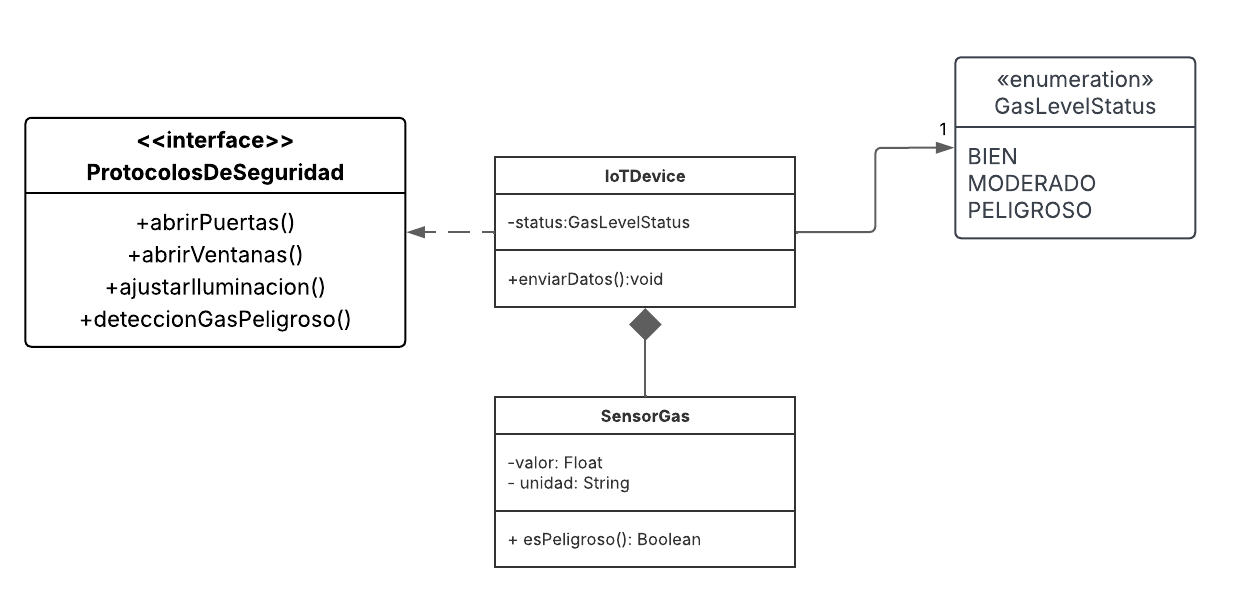 <<interface>>
ProtocolosDeSeguridad
+abrirPuertas()
+abrirVentanas()
+ajustarIluminacion()
+deteccionGasPeligroso()
IoTDevice
-status:GasLevelStatus
+enviarDatos():void
1
«enumeration»
GasLevelStatus
BIEN
MODERADO
PELIGROSO
SensorGas
-valor: Float
- unidad: String
+ esPeligroso(): Boolean